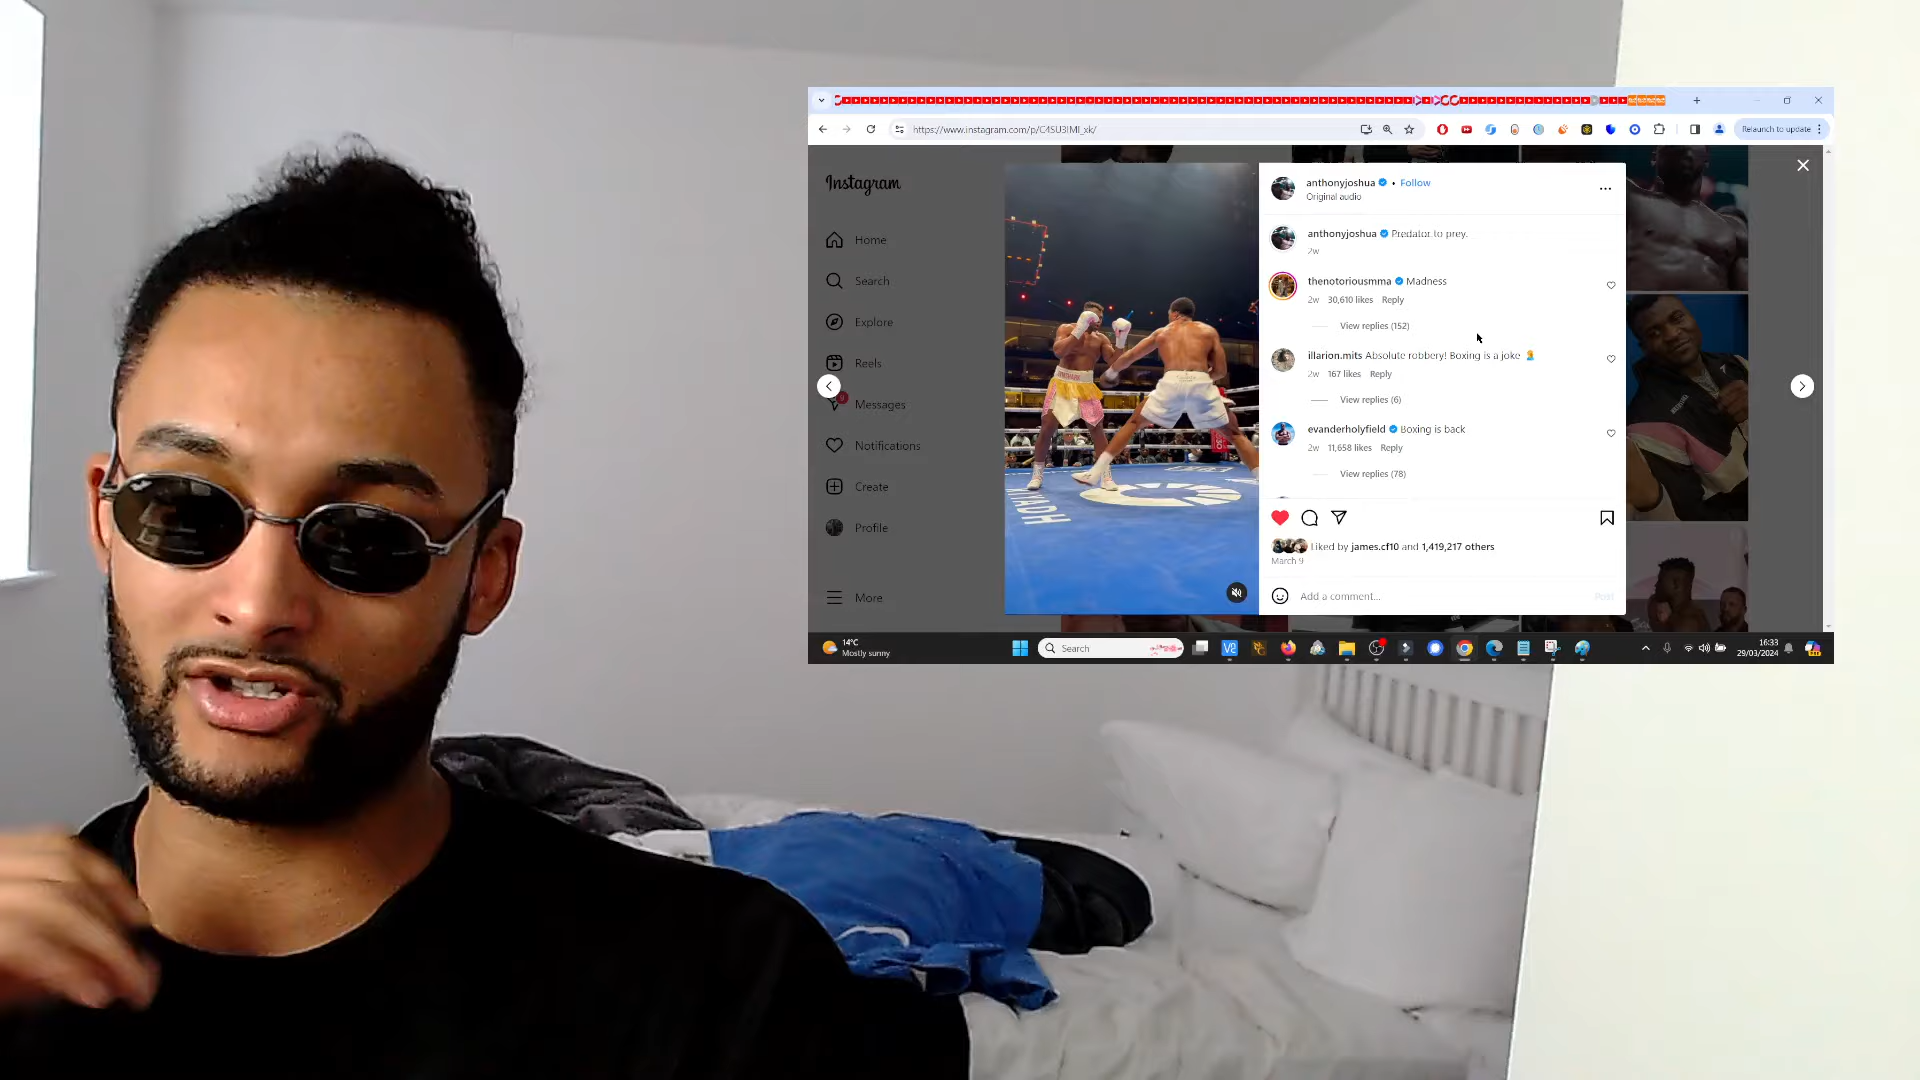 https://www.instagram.com/p/C4SU3IMI_xk/
Relaunch to update
Instagram
Home
Search
Explore
Reels
9
Messages
Notifications
Create
Profile
More
RIYADH
anthonyjoshua • Follow
Original audio
...
anthonyjoshua Predator to prey.
2w
thenotoriousmma Madness
2w 30,610 likes Reply
View replies (152)
illarion.mits Absolute robbery! Boxing is a joke 🤦
2w 167 likes Reply
View replies (6)
evanderholyfield Boxing is back
2w 11,658 likes Reply
View replies (78)
Liked by james.cf10 and 1,419,217 others
March 9
Add a comment...
Post
14°C
Mostly sunny
Search
16:33
29/03/2024